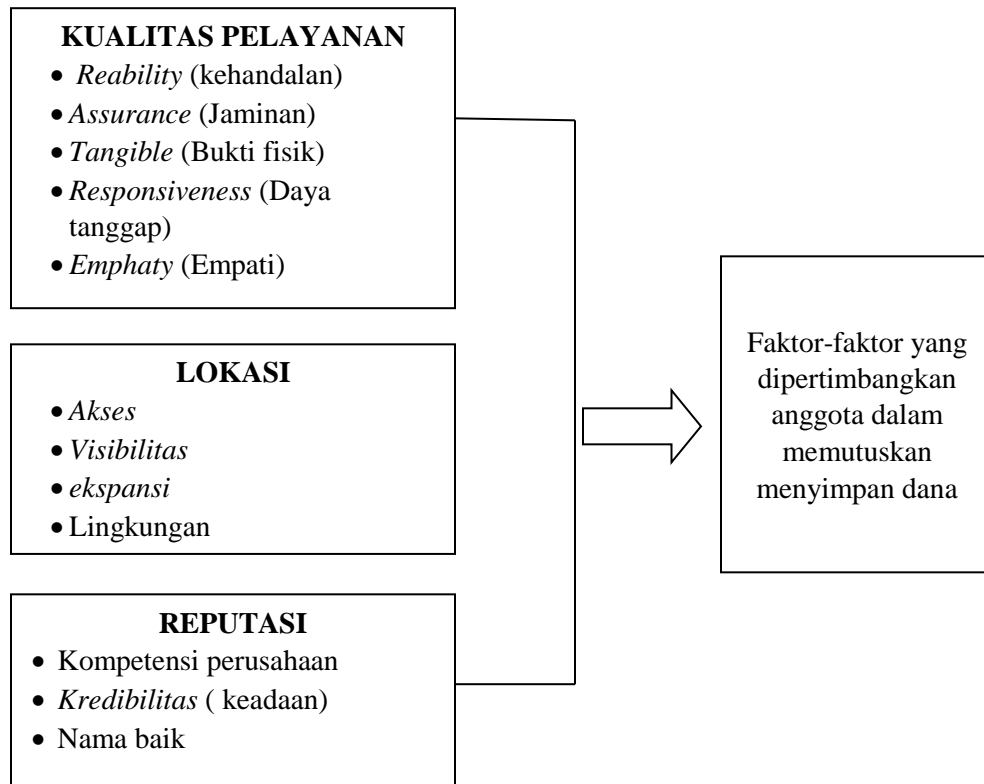 KUALITAS PELAYANAN
• Reability (kehandalan)
• Assurance (Jaminan)
• Tangible (Bukti fisik)
• Responsiveness (Daya
tanggap)
• Emphaty (Empati)
LOKASI
• Akses
• Visibilitas
• ekspansi
• Lingkungan
REPUTASI
• Kompetensi perusahaan
• Kredibilitas ( keadaan)
• Nama baik
Faktor-faktor yang
dipertimbangkan
anggota dalam
memutuskan
menyimpan dana